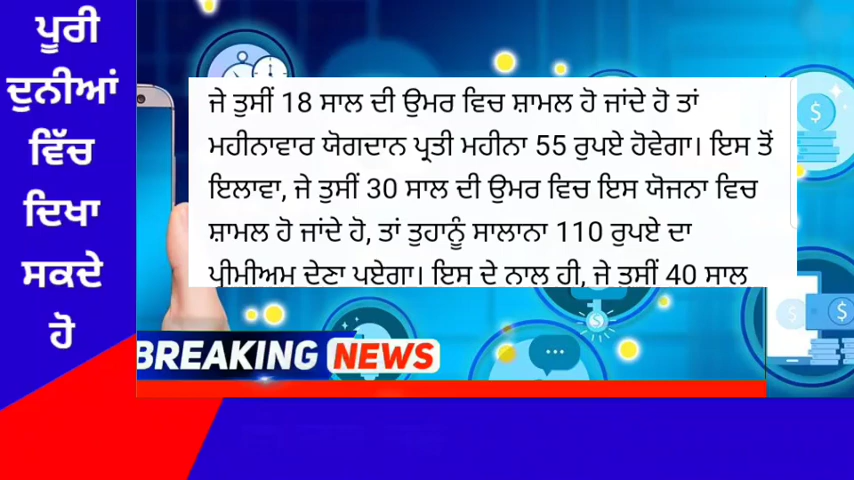 ਪੂਰੀ
ਦੁਨੀਆਂ
ਵਿੱਚ
ਦਿਖਾ
ਸਕਦੇ
ਹੋ
ਜੇ ਤੁਸੀਂ 18 ਸਾਲ ਦੀ ਉਮਰ ਵਿਚ ਸ਼ਾਮਲ ਹੋ ਜਾਂਦੇ ਹੋ ਤਾਂ
ਮਹੀਨਾਵਾਰ ਯੋਗਦਾਨ ਪ੍ਰਤੀ ਮਹੀਨਾ 55 ਰੁਪਏ ਹੋਵੇਗਾ। ਇਸ ਤੋਂ
ਇਲਾਵਾ, ਜੇ ਤੁਸੀਂ 30 ਸਾਲ ਦੀ ਉਮਰ ਵਿਚ ਇਸ ਯੋਜਨਾ ਵਿਚ
ਸ਼ਾਮਲ ਹੋ ਜਾਂਦੇ ਹੋ, ਤਾਂ ਤੁਹਾਨੂੰ ਸਾਲਾਨਾ 110 ਰੁਪਏ ਦਾ
ਪ੍ਰੀਮੀਅਮ ਦੇਣਾ ਪਏਗਾ। ਇਸ ਦੇ ਨਾਲ ਹੀ, ਜੇ ਤੁਸੀਂ 40 ਸਾਲ
BREAKING NEWS